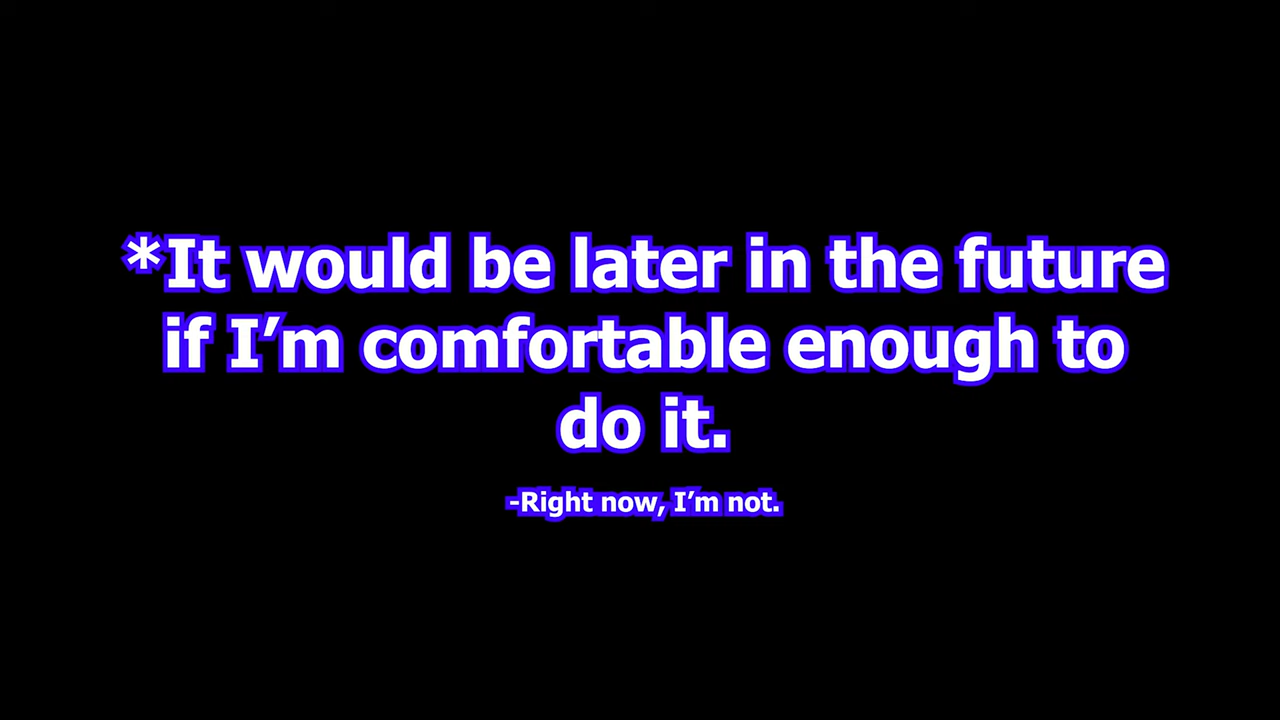 *It would be later in the future
if I’m comfortable enough to
do it.
-Right now, I’m not.